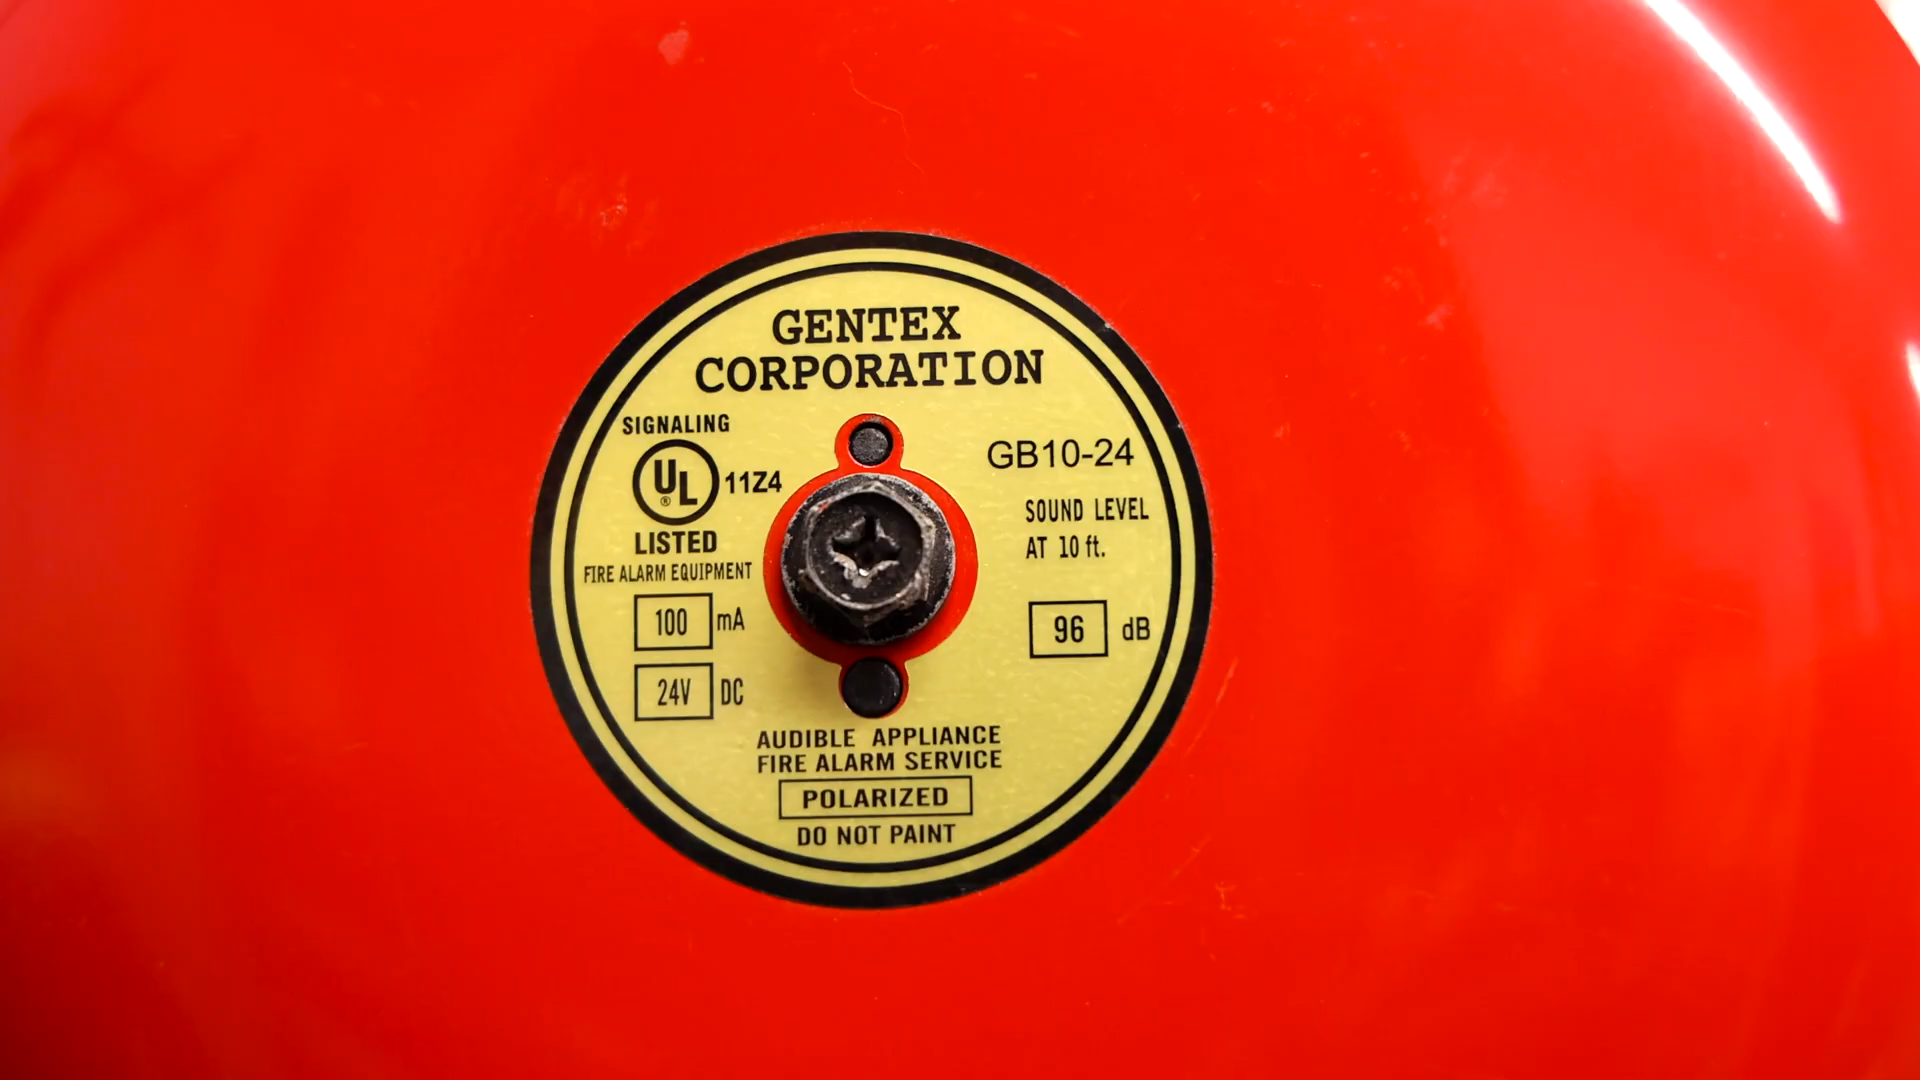 GENTEX
CORPORATION
SIGNALING
UL
®
11Z4
LISTED
FIRE ALARM EQUIPMENT
100 mA
24V DC
GB10-24
SOUND LEVEL
AT 10 ft.
96 dB
AUDIBLE APPLIANCE
FIRE ALARM SERVICE
POLARIZED
DO NOT PAINT